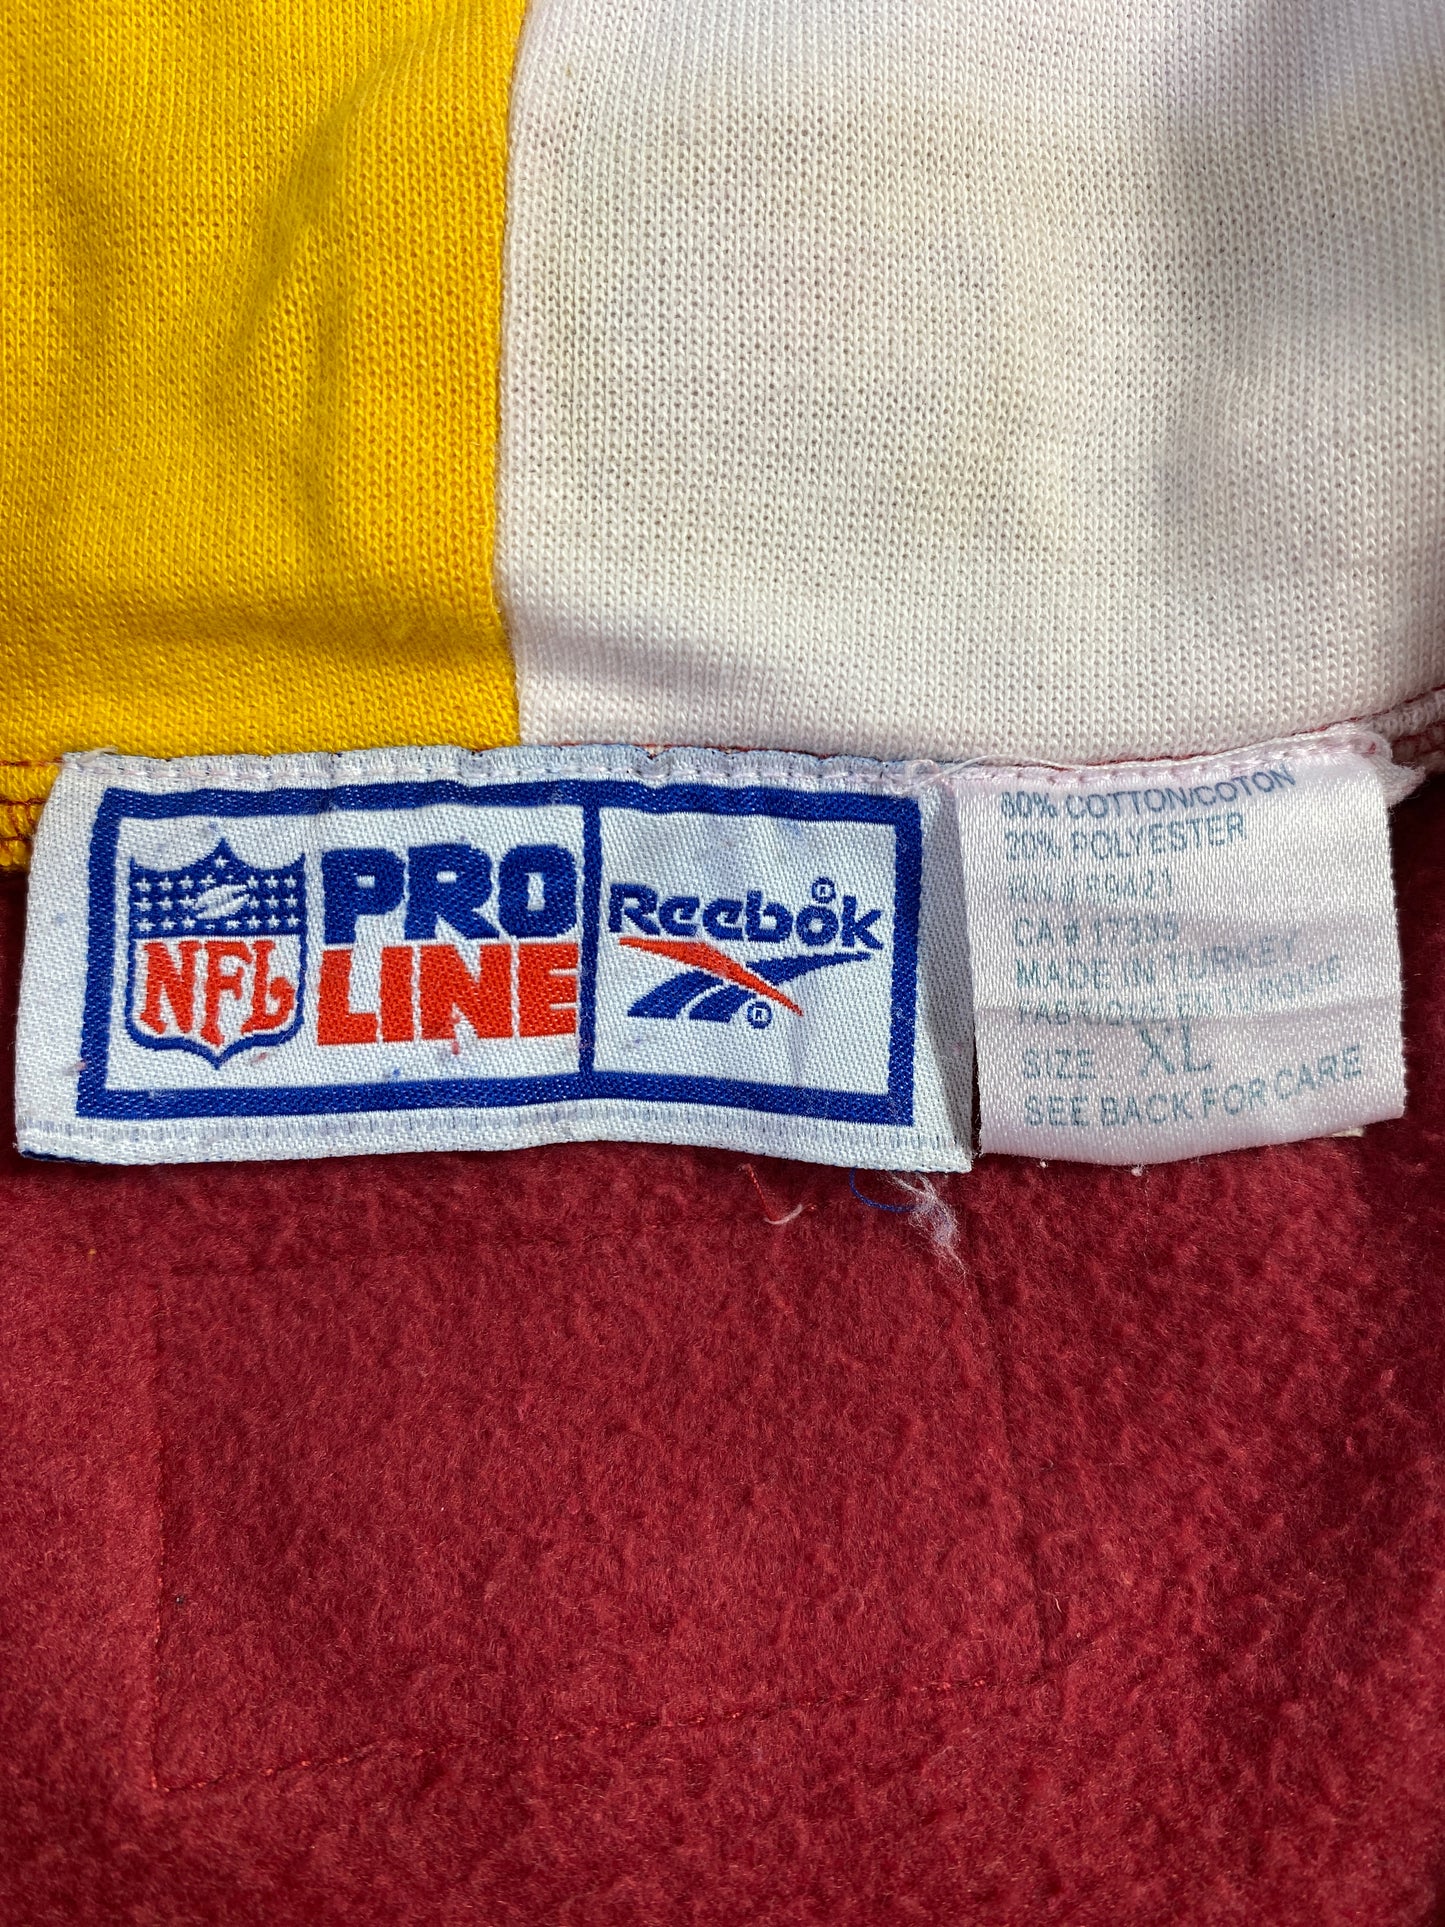 NFL
PRO
LINE
Reebok®
®
80% COTTON/COTON
20% POLYESTER
CA# 17339
MADE IN TURKEY
SIZE XL
SEE BACK FOR CARE